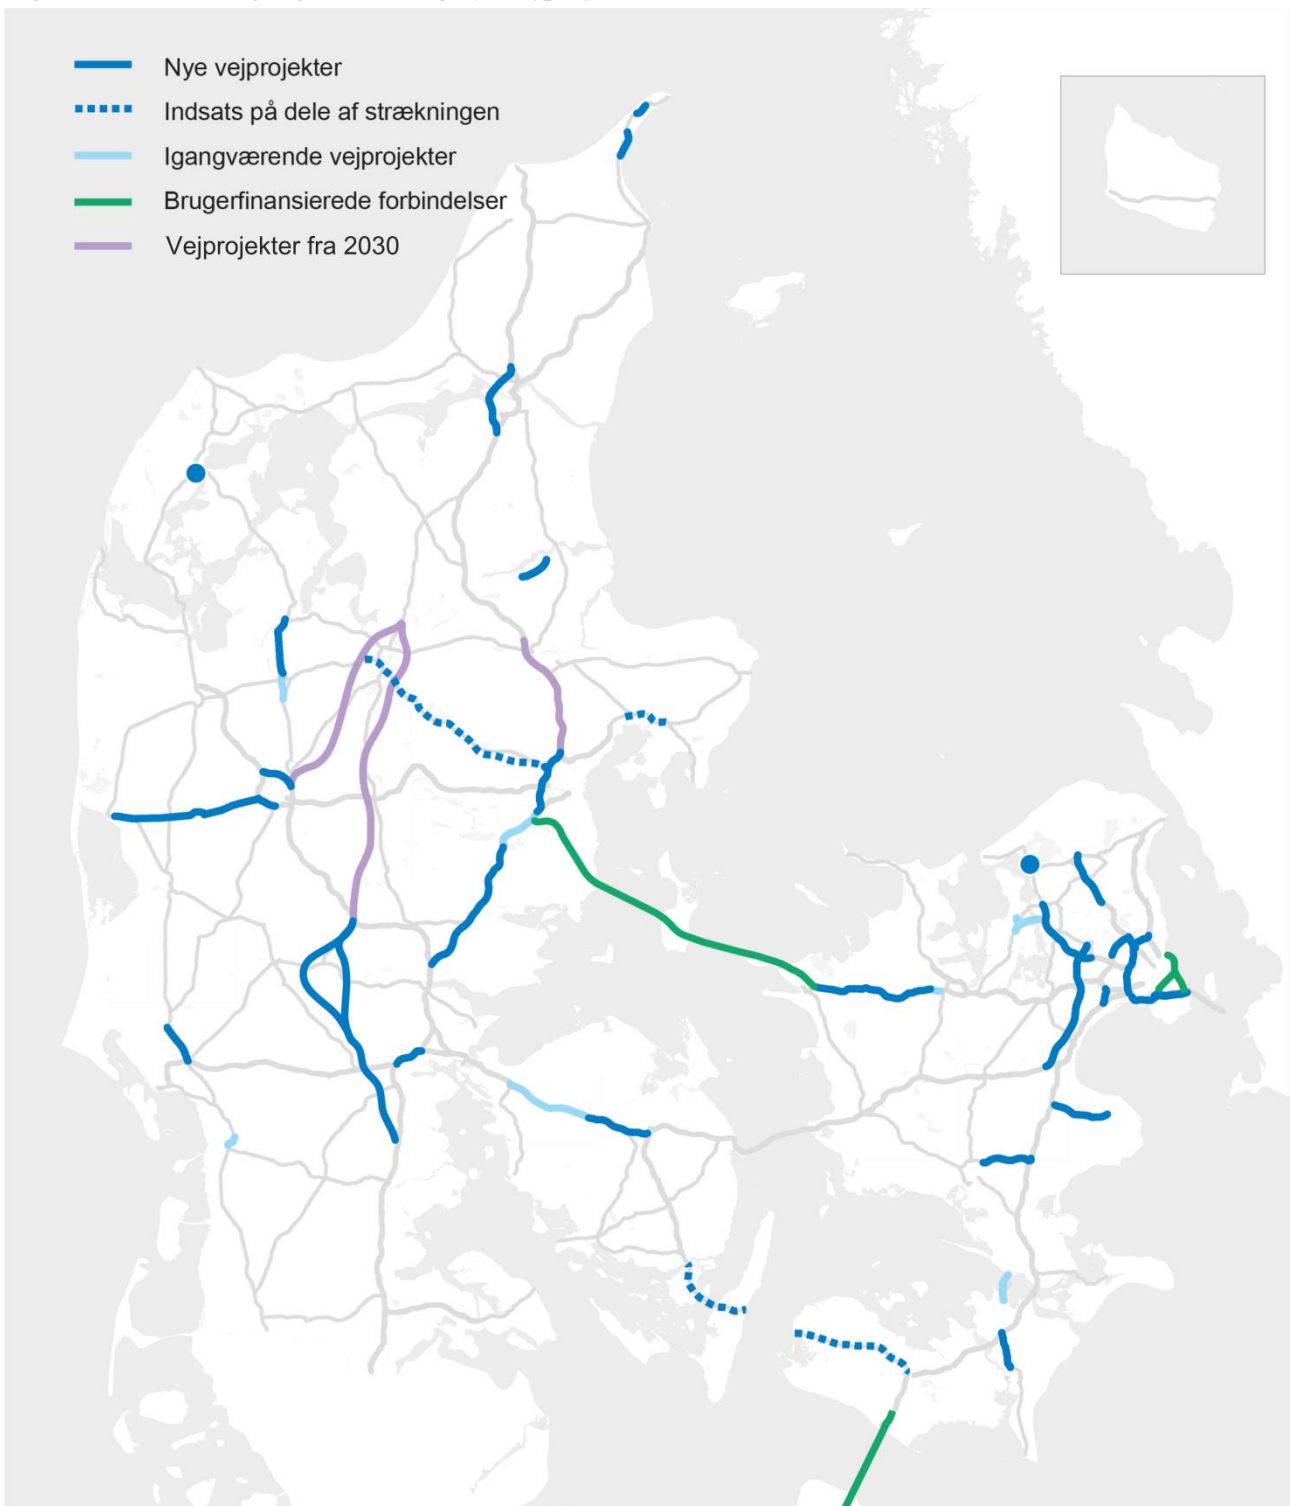 Nye vejprojekter
Indsats på dele af strækningen
Igangværende vejprojekter
Brugerfinansierede forbindelser
Vejprojekter fra 2030